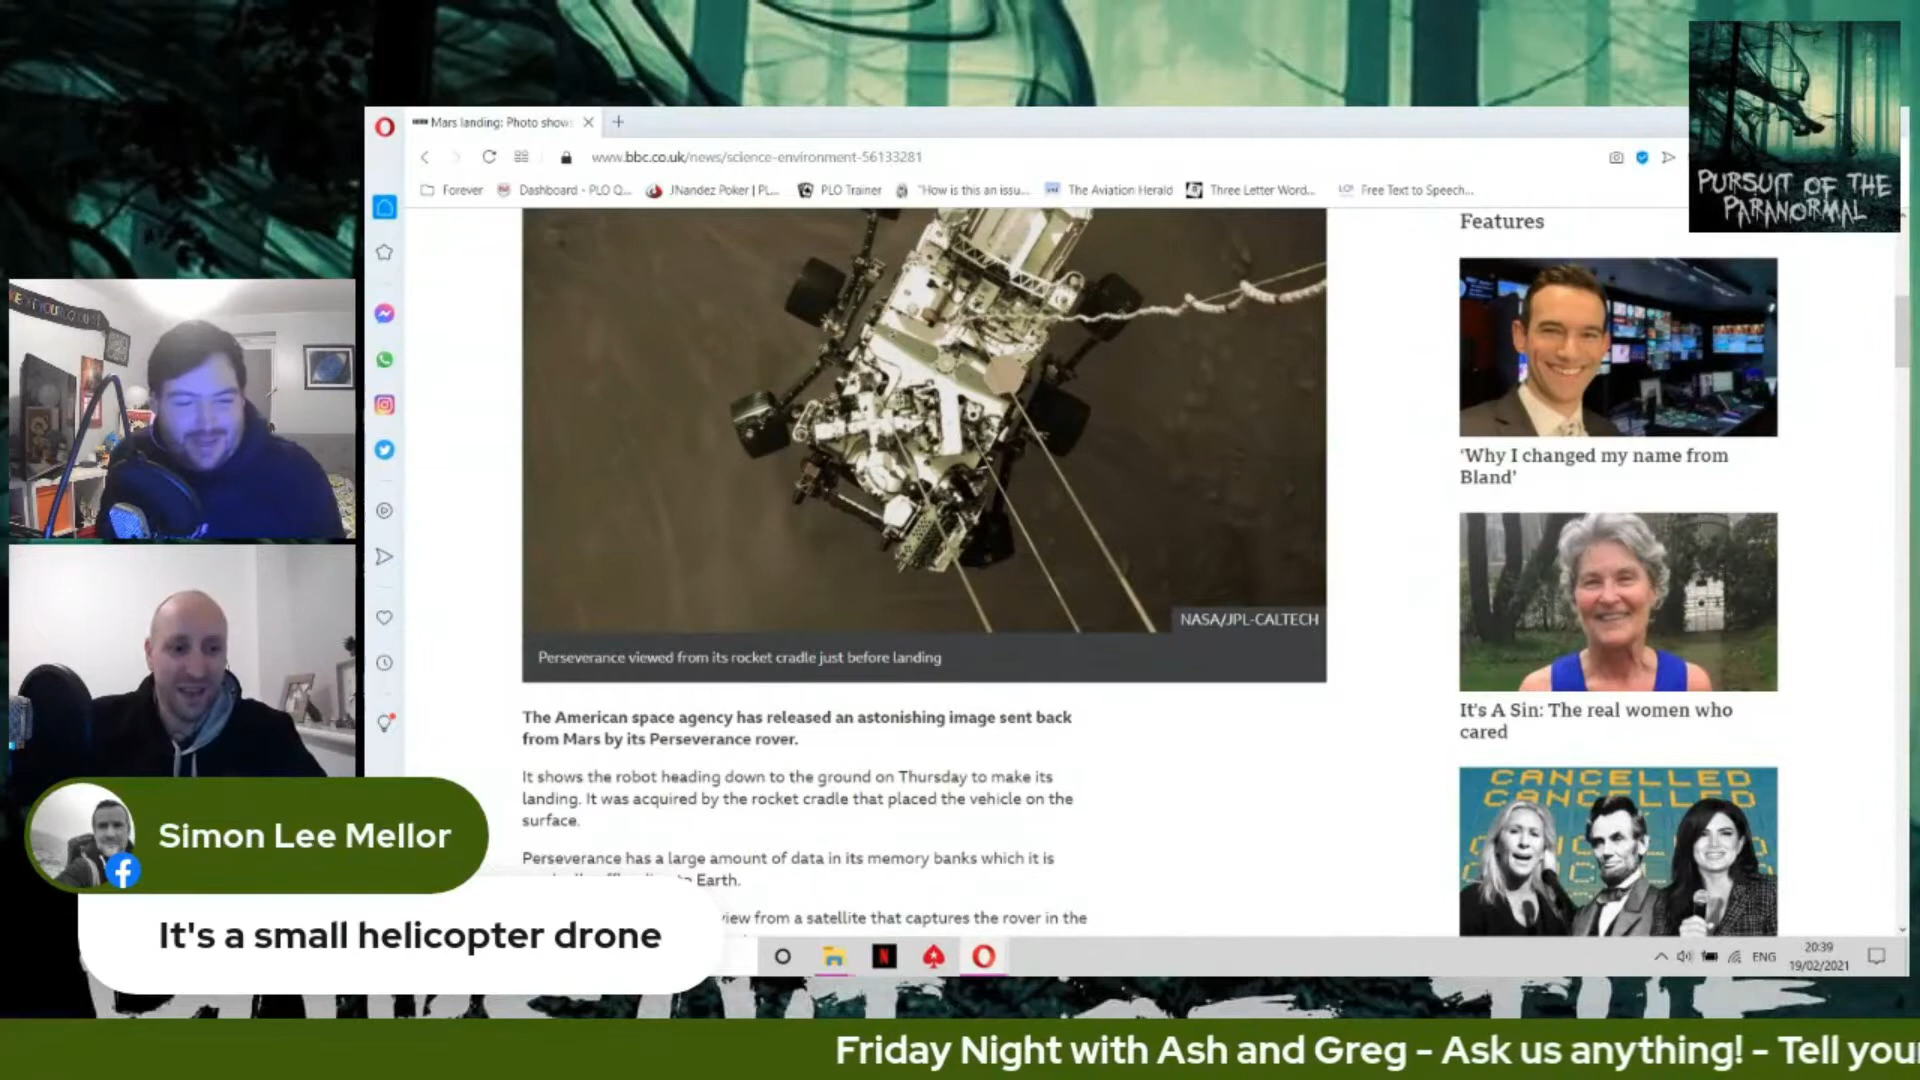 PURSUIT OF THE
PARANORMAL
Mars landing: Photo show
www.bbc.co.uk/news/science-environment-56133281
Forever
Dashboard - PLO Q...
JNandez Poker | PL...
PLO Trainer
"How is this an issu...
The Aviation Herald
Three Letter Word...
Free Text to Speech...
NASA/JPL-CALTECH
Perseverance viewed from its rocket cradle just before landing
The American space agency has released an astonishing image sent back
from Mars by its Perseverance rover.
It shows the robot heading down to the ground on Thursday to make its
landing. It was acquired by the rocket cradle that placed the vehicle on the
surface.
Perseverance has a large amount of data in its memory banks which it is
Earth.
view from a satellite that captures the rover in the
Features
'Why I changed my name from
Bland'
It's A Sin: The real women who
cared
CANCELLED
CANCELLED
Simon Lee Mellor
It's a small helicopter drone
ENG
20:39
19/02/2021
Friday Night with Ash and Greg - Ask us anything! - Tell your